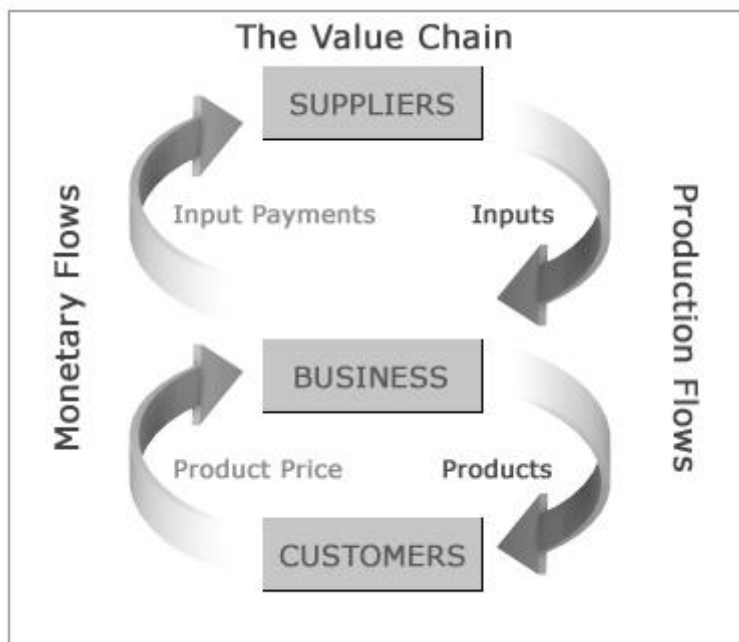 The Value Chain
SUPPLIERS
Input Payments
Inputs
Monetary Flows
Production Flows
BUSINESS
Product Price
Products
CUSTOMERS